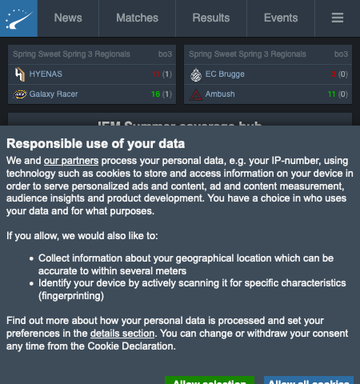 News Matches Results Events
Spring Sweet Spring 3 Regionals bo3 Spring Sweet Spring 3 Regionals bo3
HYENAS (1) EC Brugge (0)
Galaxy Racer 16 (1) Ambush 11 (0)
IEM Summer coverage hub
Responsible use of your data
We and our partners process your personal data, e.g. your IP-number, using
technology such as cookies to store and access information on your device in
order to serve personalized ads and content, ad and content measurement,
audience insights and product development. You have a choice in who uses
your data and for what purposes.
If you allow, we would also like to:
• Collect information about your geographical location which can be
accurate to within several meters
• Identify your device by actively scanning it for specific characteristics
(fingerprinting)
Find out more about how your personal data is processed and set your
preferences in the details section. You can change or withdraw your consent
any time from the Cookie Declaration.
Allow selection Allow all cookies